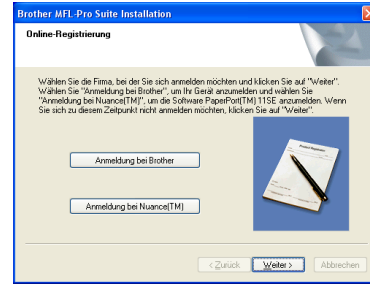 Brother MFL-Pro Suite Installation
Online-Registrierung
Wählen Sie die Firma, bei der Sie sich anmelden möchten und klicken Sie auf "Weiter".
Wählen Sie "Anmeldung bei Brother", um Ihr Gerät anzumelden und wählen Sie
"Anmeldung bei Nuance(TM)", um die Software PaperPort(TM) 11SE anzumelden. Wenn
Sie sich zu diesem Zeitpunkt nicht anmelden möchten, klicken Sie auf "Weiter".
Anmeldung bei Brother
Anmeldung bei Nuance(TM)
< Zurück Weiter > Abbrechen